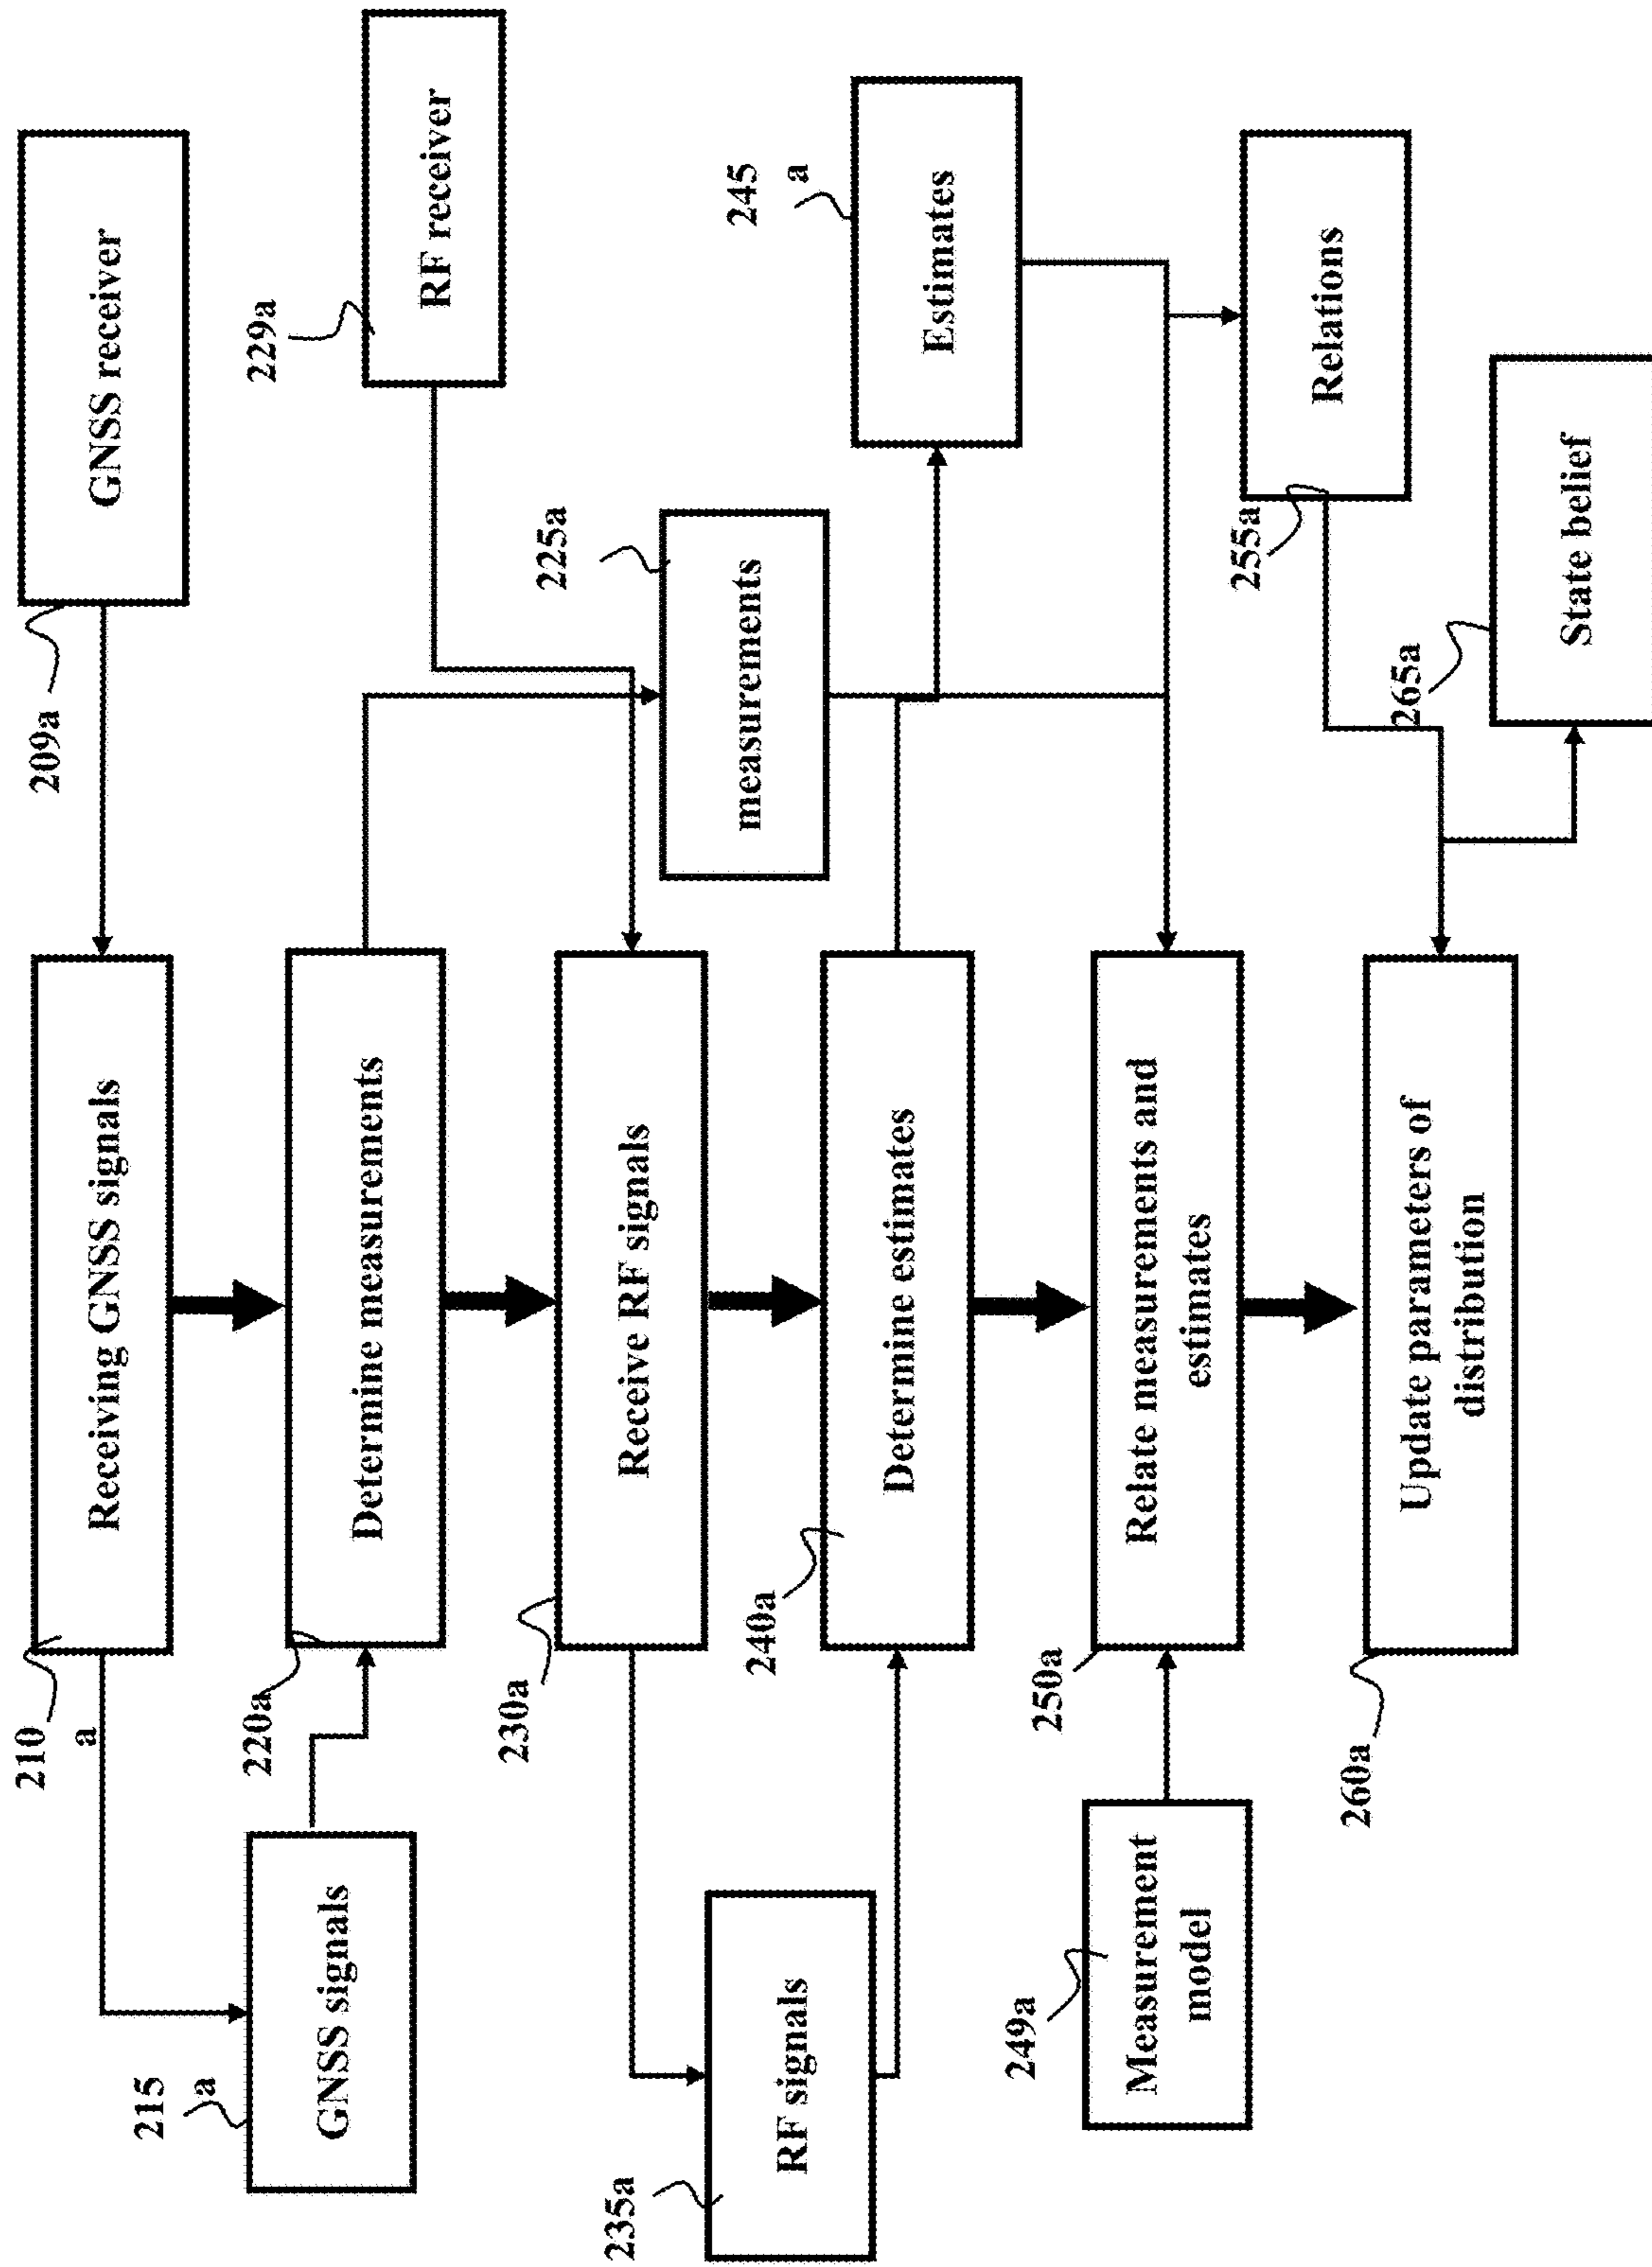 210
a
Receiving GNSS signals
209a
GNSS receiver
215
a
GNSS signals
220a
Determine measurements
229a
RF receiver
230a
Receive RF signals
225a
measurements
235a
RF signals
240a
Determine estimates
245
a
Estimates
249a
Measurement
model
250a
Relate measurements and
estimates
255a
Relations
260a
Update parameters of
distribution
265a
State belief